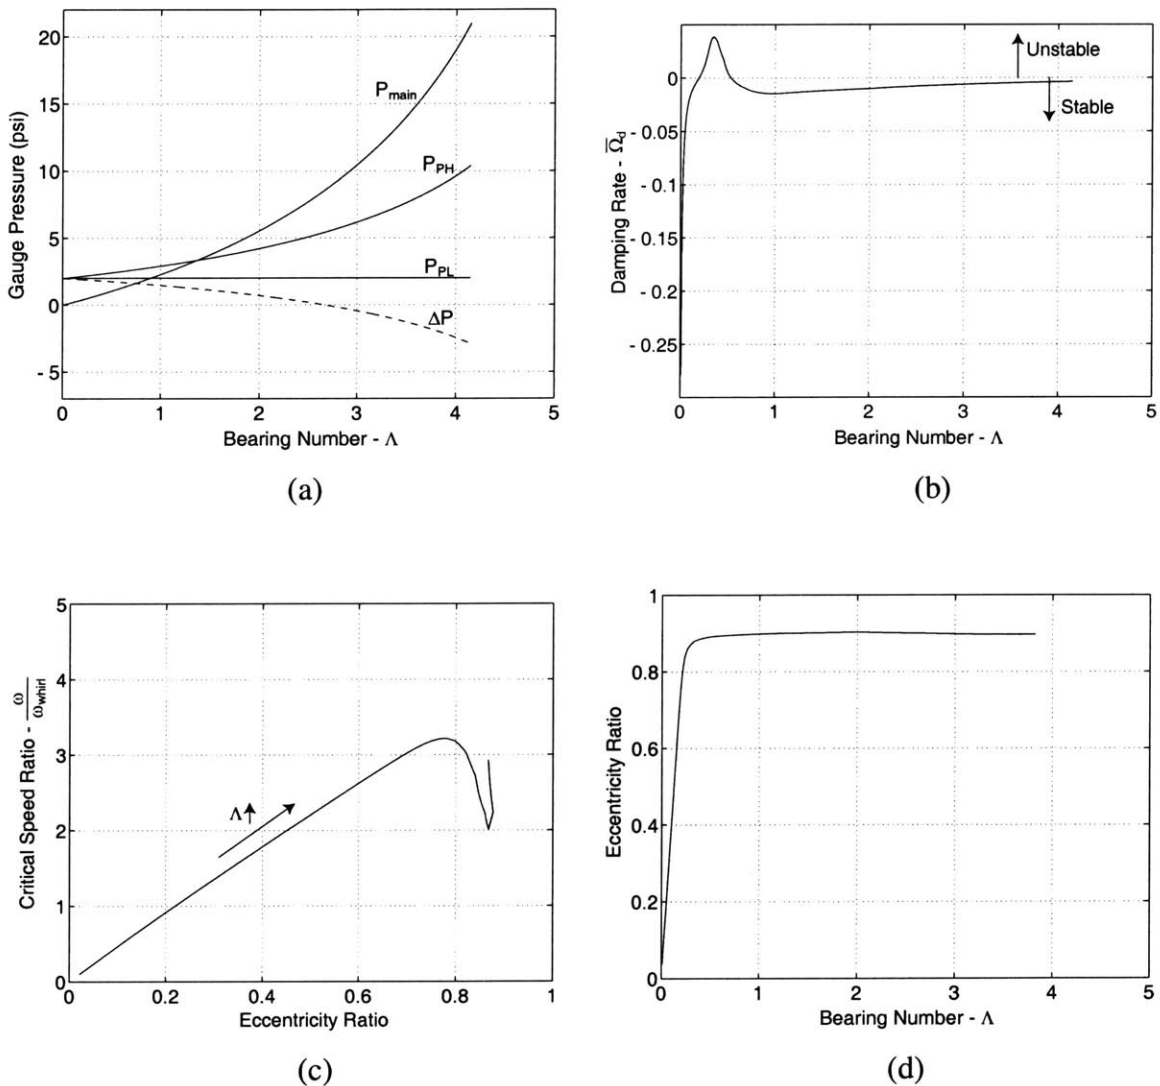 20
15
10
5
0
- 5
Gauge Pressure (psi)
P_main
P_PH
P_PL
ΔP
0 1 2 3 4 5
Bearing Number - Λ
(a)
0
- 0.05
- 0.1
- 0.15
- 0.2
- 0.25
Damping Rate - Ω̅_d
Unstable
Stable
0 1 2 3 4 5
Bearing Number - Λ
(b)
5
4
3
2
1
0
Critical Speed Ratio - ω/ω_whirl
Λ
0 0.2 0.4 0.6 0.8 1
Eccentricity Ratio
(c)
1
0.8
0.6
0.4
0.2
0
Eccentricity Ratio
0 1 2 3 4 5
Bearing Number - Λ
(d)